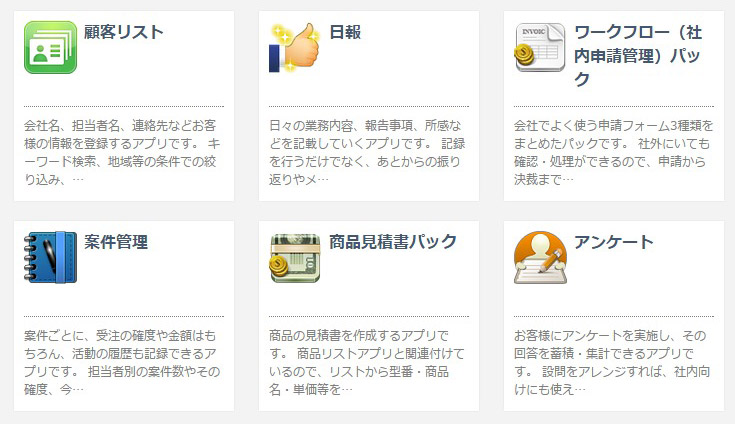 顧客リスト
会社名、担当者名、連絡先などお客
様の情報を登録するアプリです。 キ
ーワード検索、地域等の条件での絞
り込み、…
日報
日々の業務内容、報告事項、所感な
どを記載していくアプリです。 記録
を行うだけでなく、あとからの振り
返りやメ…
INVOIC
ワークフロー（社
内申請管理）パッ
ク
会社でよく使う申請フォーム3種類を
まとめたパックです。 社外にいても
確認・処理ができるので、申請から
決裁まで…
案件管理
案件ごとに、受注の確度や金額はも
ちろん、活動の履歴も記録できるア
プリです。 担当者別の案件数やその
確度、今…
商品見積書パック
商品の見積書を作成するアプリで
す。 商品リストアプリと関連付けて
いるので、リストから型番・商品
名・単価等を…
アンケート
お客様にアンケートを実施し、その
回答を蓄積・集計できるアプリで
す。 設問をアレンジすれば、社内向
けにも使え…